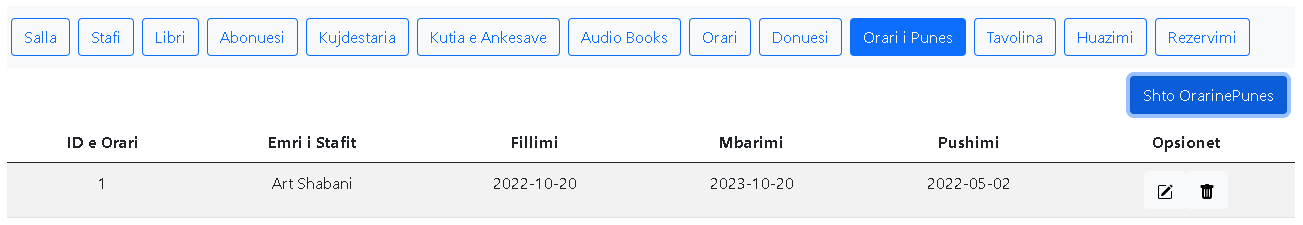 Salla Stafi Libri Abonuesi Kujdestaria Kutia e Ankesave Audio Books Orari Donuesi Orari i Punes Tavolina Huazimi Rezervimi
Shto OrarinePunes
ID e Orari Emri i Stafit Fillimi Mbarimi Pushimi Opsionet
1 Art Shabani 2022-10-20 2023-10-20 2022-05-02